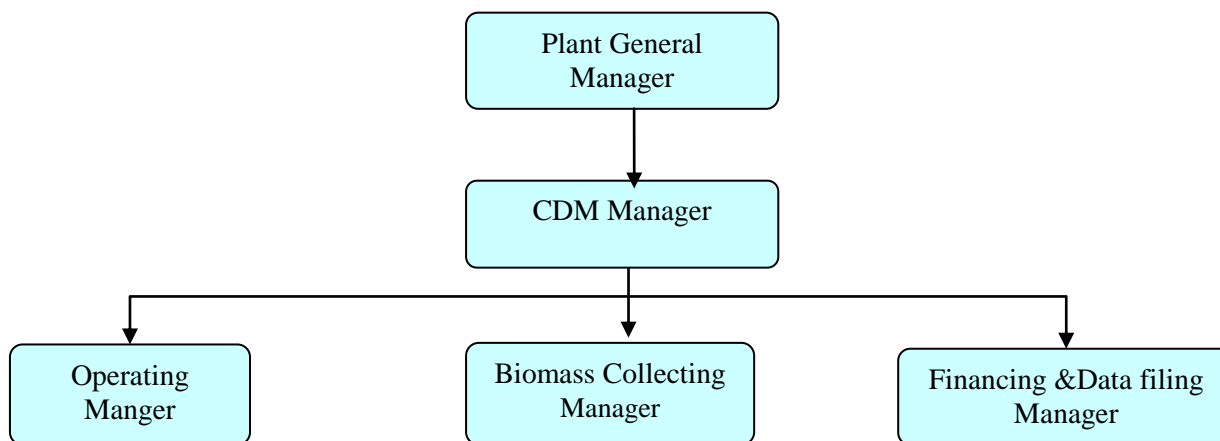 Plant General
Manager
CDM Manager
Operating
Manger
Biomass Collecting
Manager
Financing &Data filing
Manager